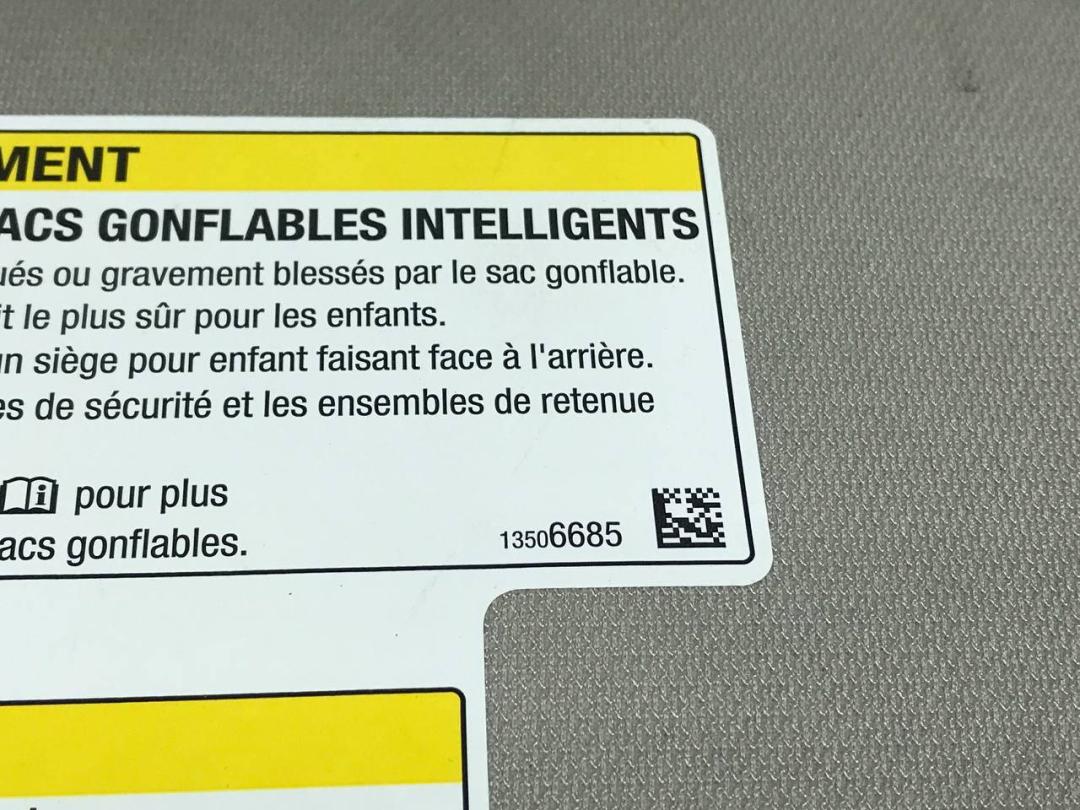 MENT
ACS GONFLABLES INTELLIGENTS
ués ou gravement blessés par le sac gonflable.
it le plus sûr pour les enfants.
un siège pour enfant faisant face à l'arrière.
es de sécurité et les ensembles de retenue
pour plus
acs gonflables.
13506685